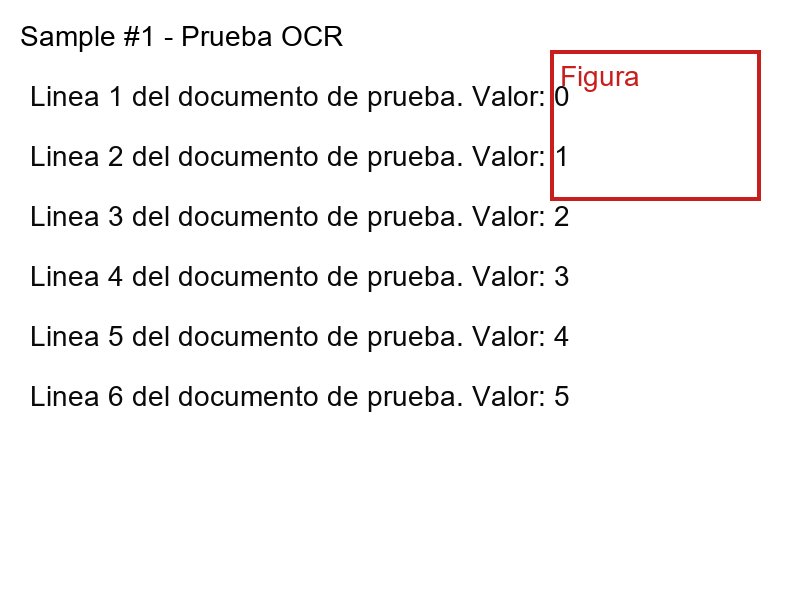 Sample #1 - Prueba OCR
Figura
Linea 1 del documento de prueba. Valor: 0
Linea 2 del documento de prueba. Valor: 1
Linea 3 del documento de prueba. Valor: 2
Linea 4 del documento de prueba. Valor: 3
Linea 5 del documento de prueba. Valor: 4
Linea 6 del documento de prueba. Valor: 5